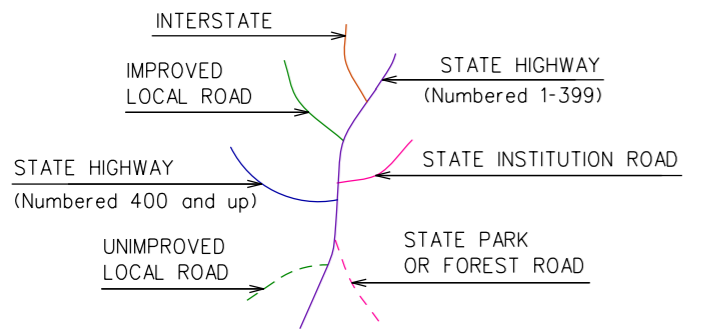 INTERSTATE
STATE HIGHWAY
(Numbered 1-399)
IMPROVED
LOCAL ROAD
STATE INSTITUTION ROAD
STATE HIGHWAY
(Numbered 400 and up)
UNIMPROVED
LOCAL ROAD
STATE PARK
OR FOREST ROAD